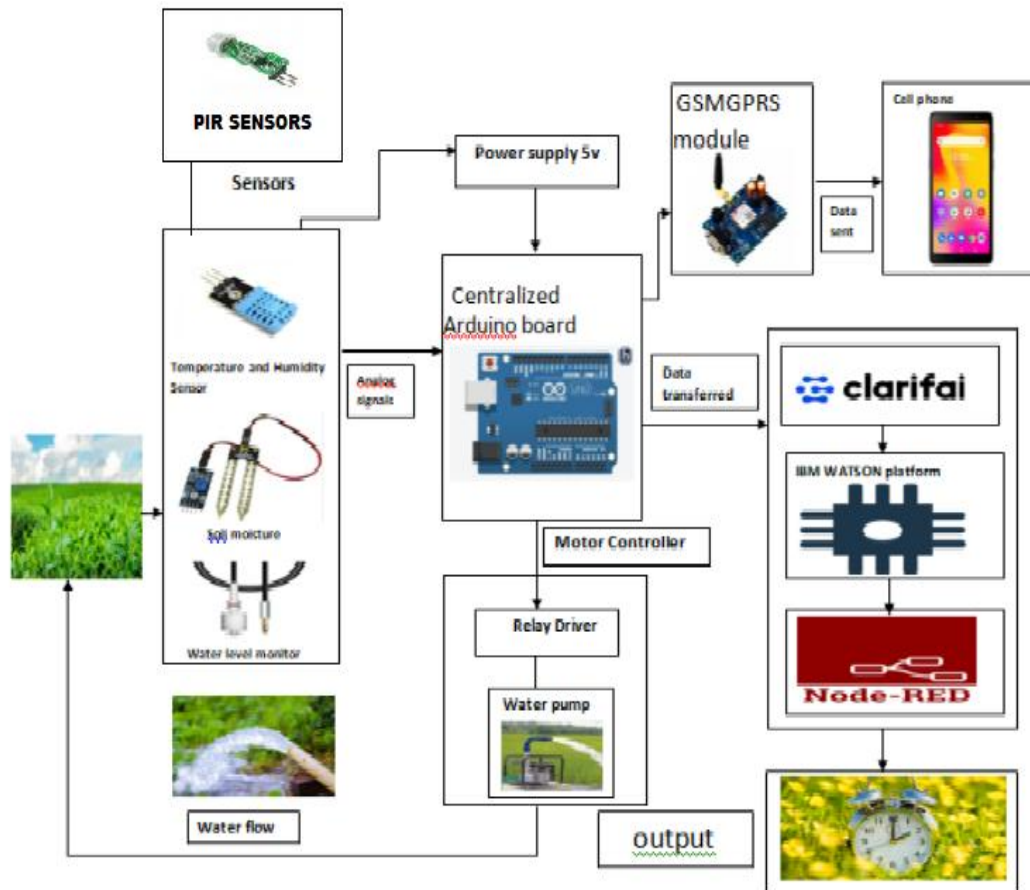 PIR SENSORS
Sensors
Power supply 5v
GSMGPRS
module
Cell phone
Data
sent
Centralized
Arduino board
Temperature and Humidity
Sensor
Analog
signals
Data
transferred
clarifai
IBM WATSON platform
Soil moisture
Motor Controller
Relay Driver
Water level monitor
Water pump
Node-RED
Water flow
output